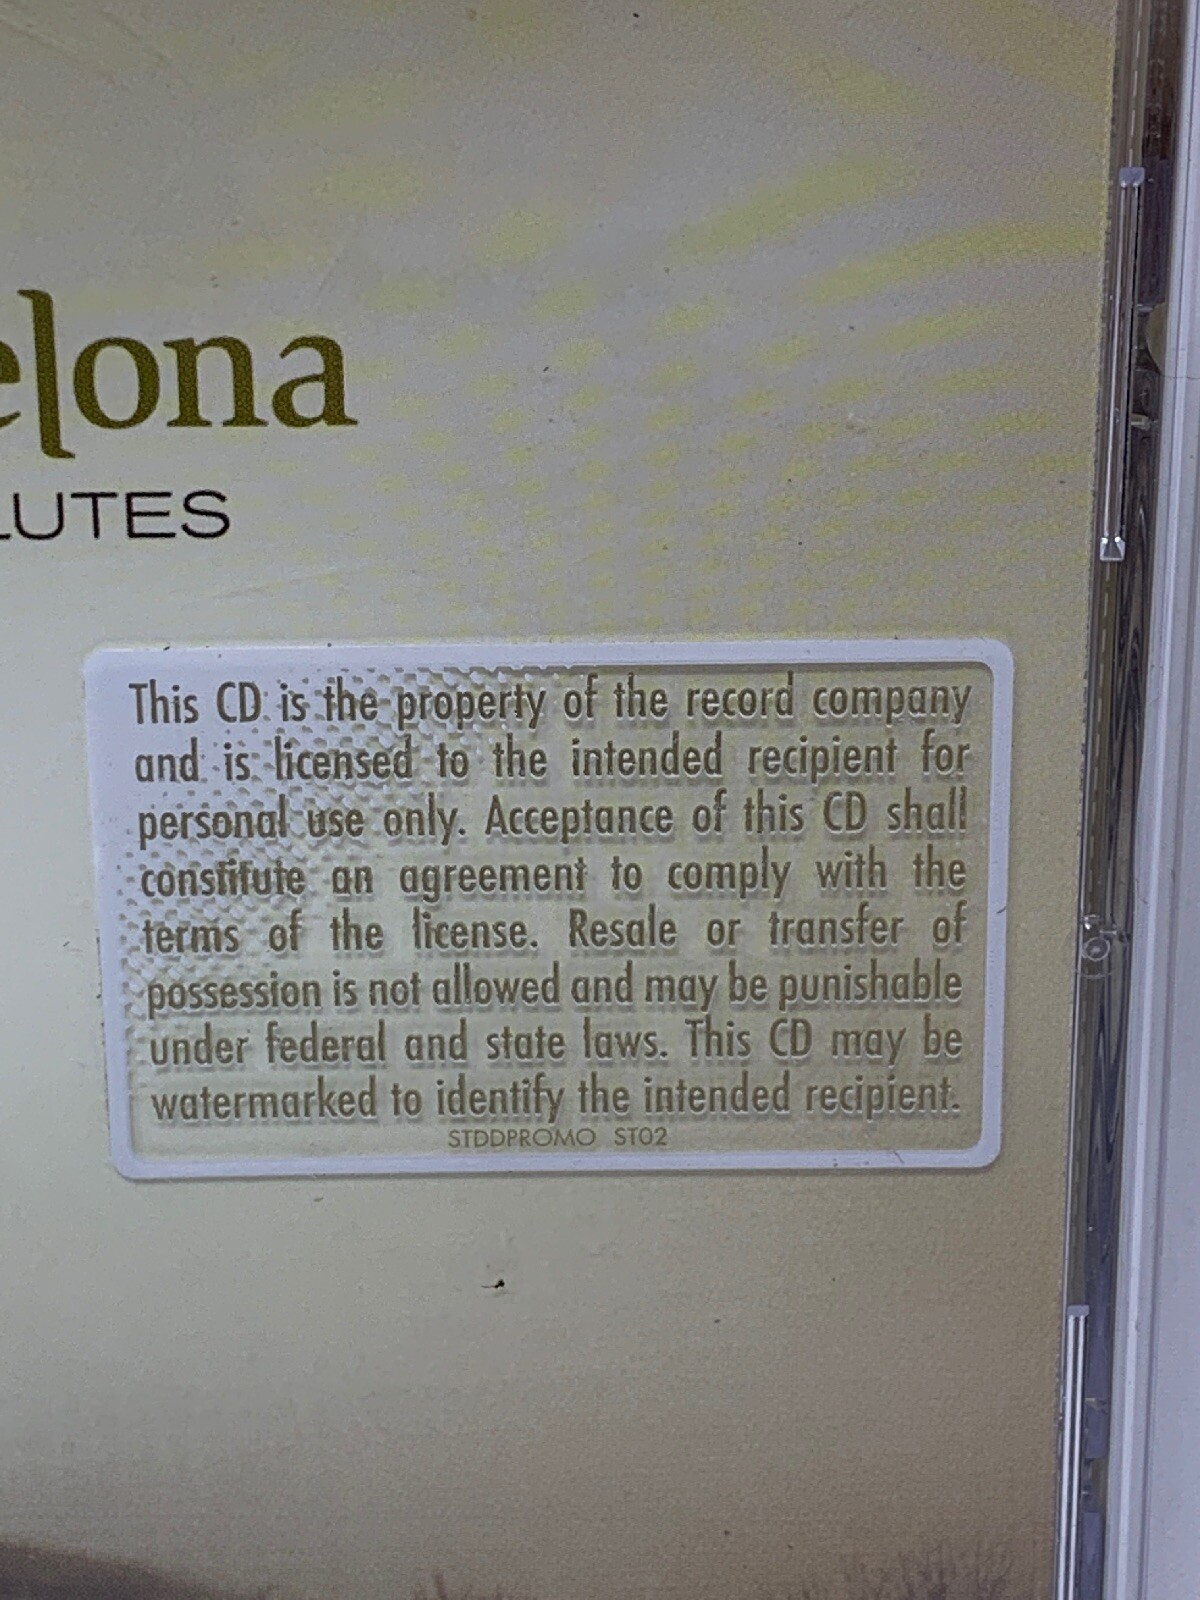 elona
LUTES
This CD is the property of the record company
and is licensed to the intended recipient for
personal use only. Acceptance of this CD shall
constitute an agreement to comply with the
terms of the license. Resale or transfer of
possession is not allowed and may be punishable
under federal and state laws. This CD may be
watermarked to identify the intended recipient.
STDDPROMO ST02